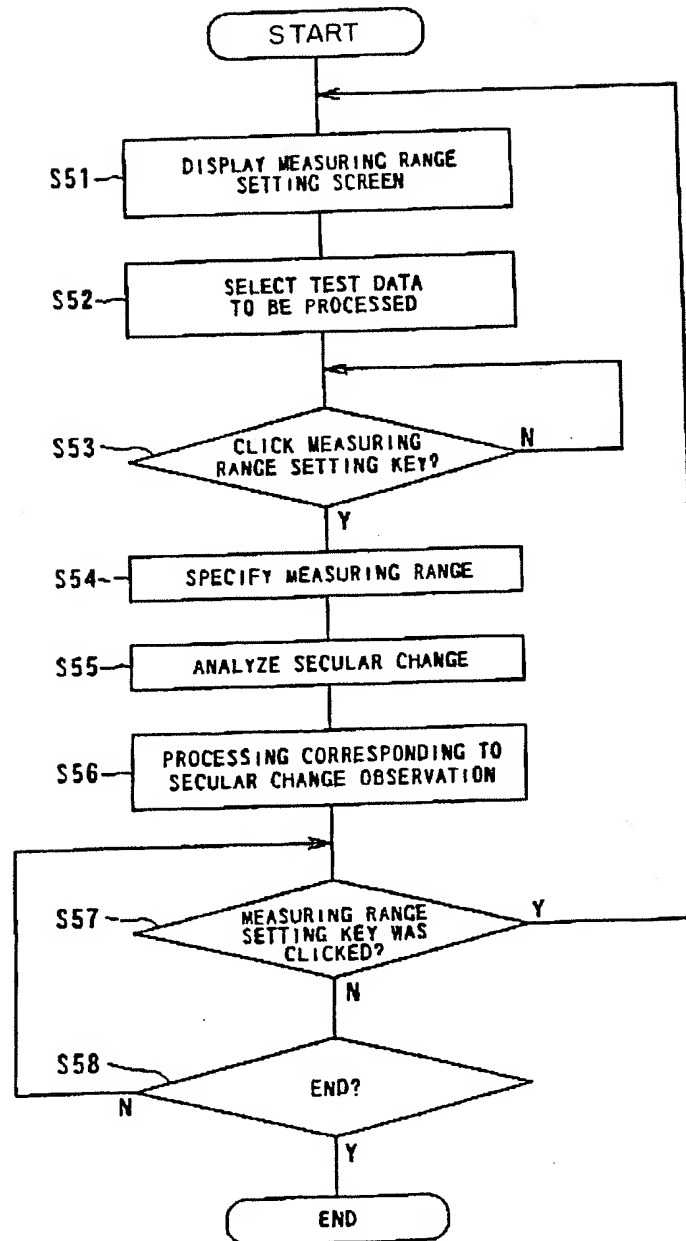 START
S51
DISPLAY MEASURING RANGE
SETTING SCREEN
S52
SELECT TEST DATA
TO BE PROCESSED
S53
CLICK MEASURING
RANGE SETTING KEY?
N
Y
S54
SPECIFY MEASURING RANGE
S55
ANALYZE SECULAR CHANGE
S56
PROCESSING CORRESPONDING TO
SECULAR CHANGE OBSERVATION
S57
MEASURING RANGE
SETTING KEY WAS
CLICKED?
Y
N
S58
END?
N
Y
END